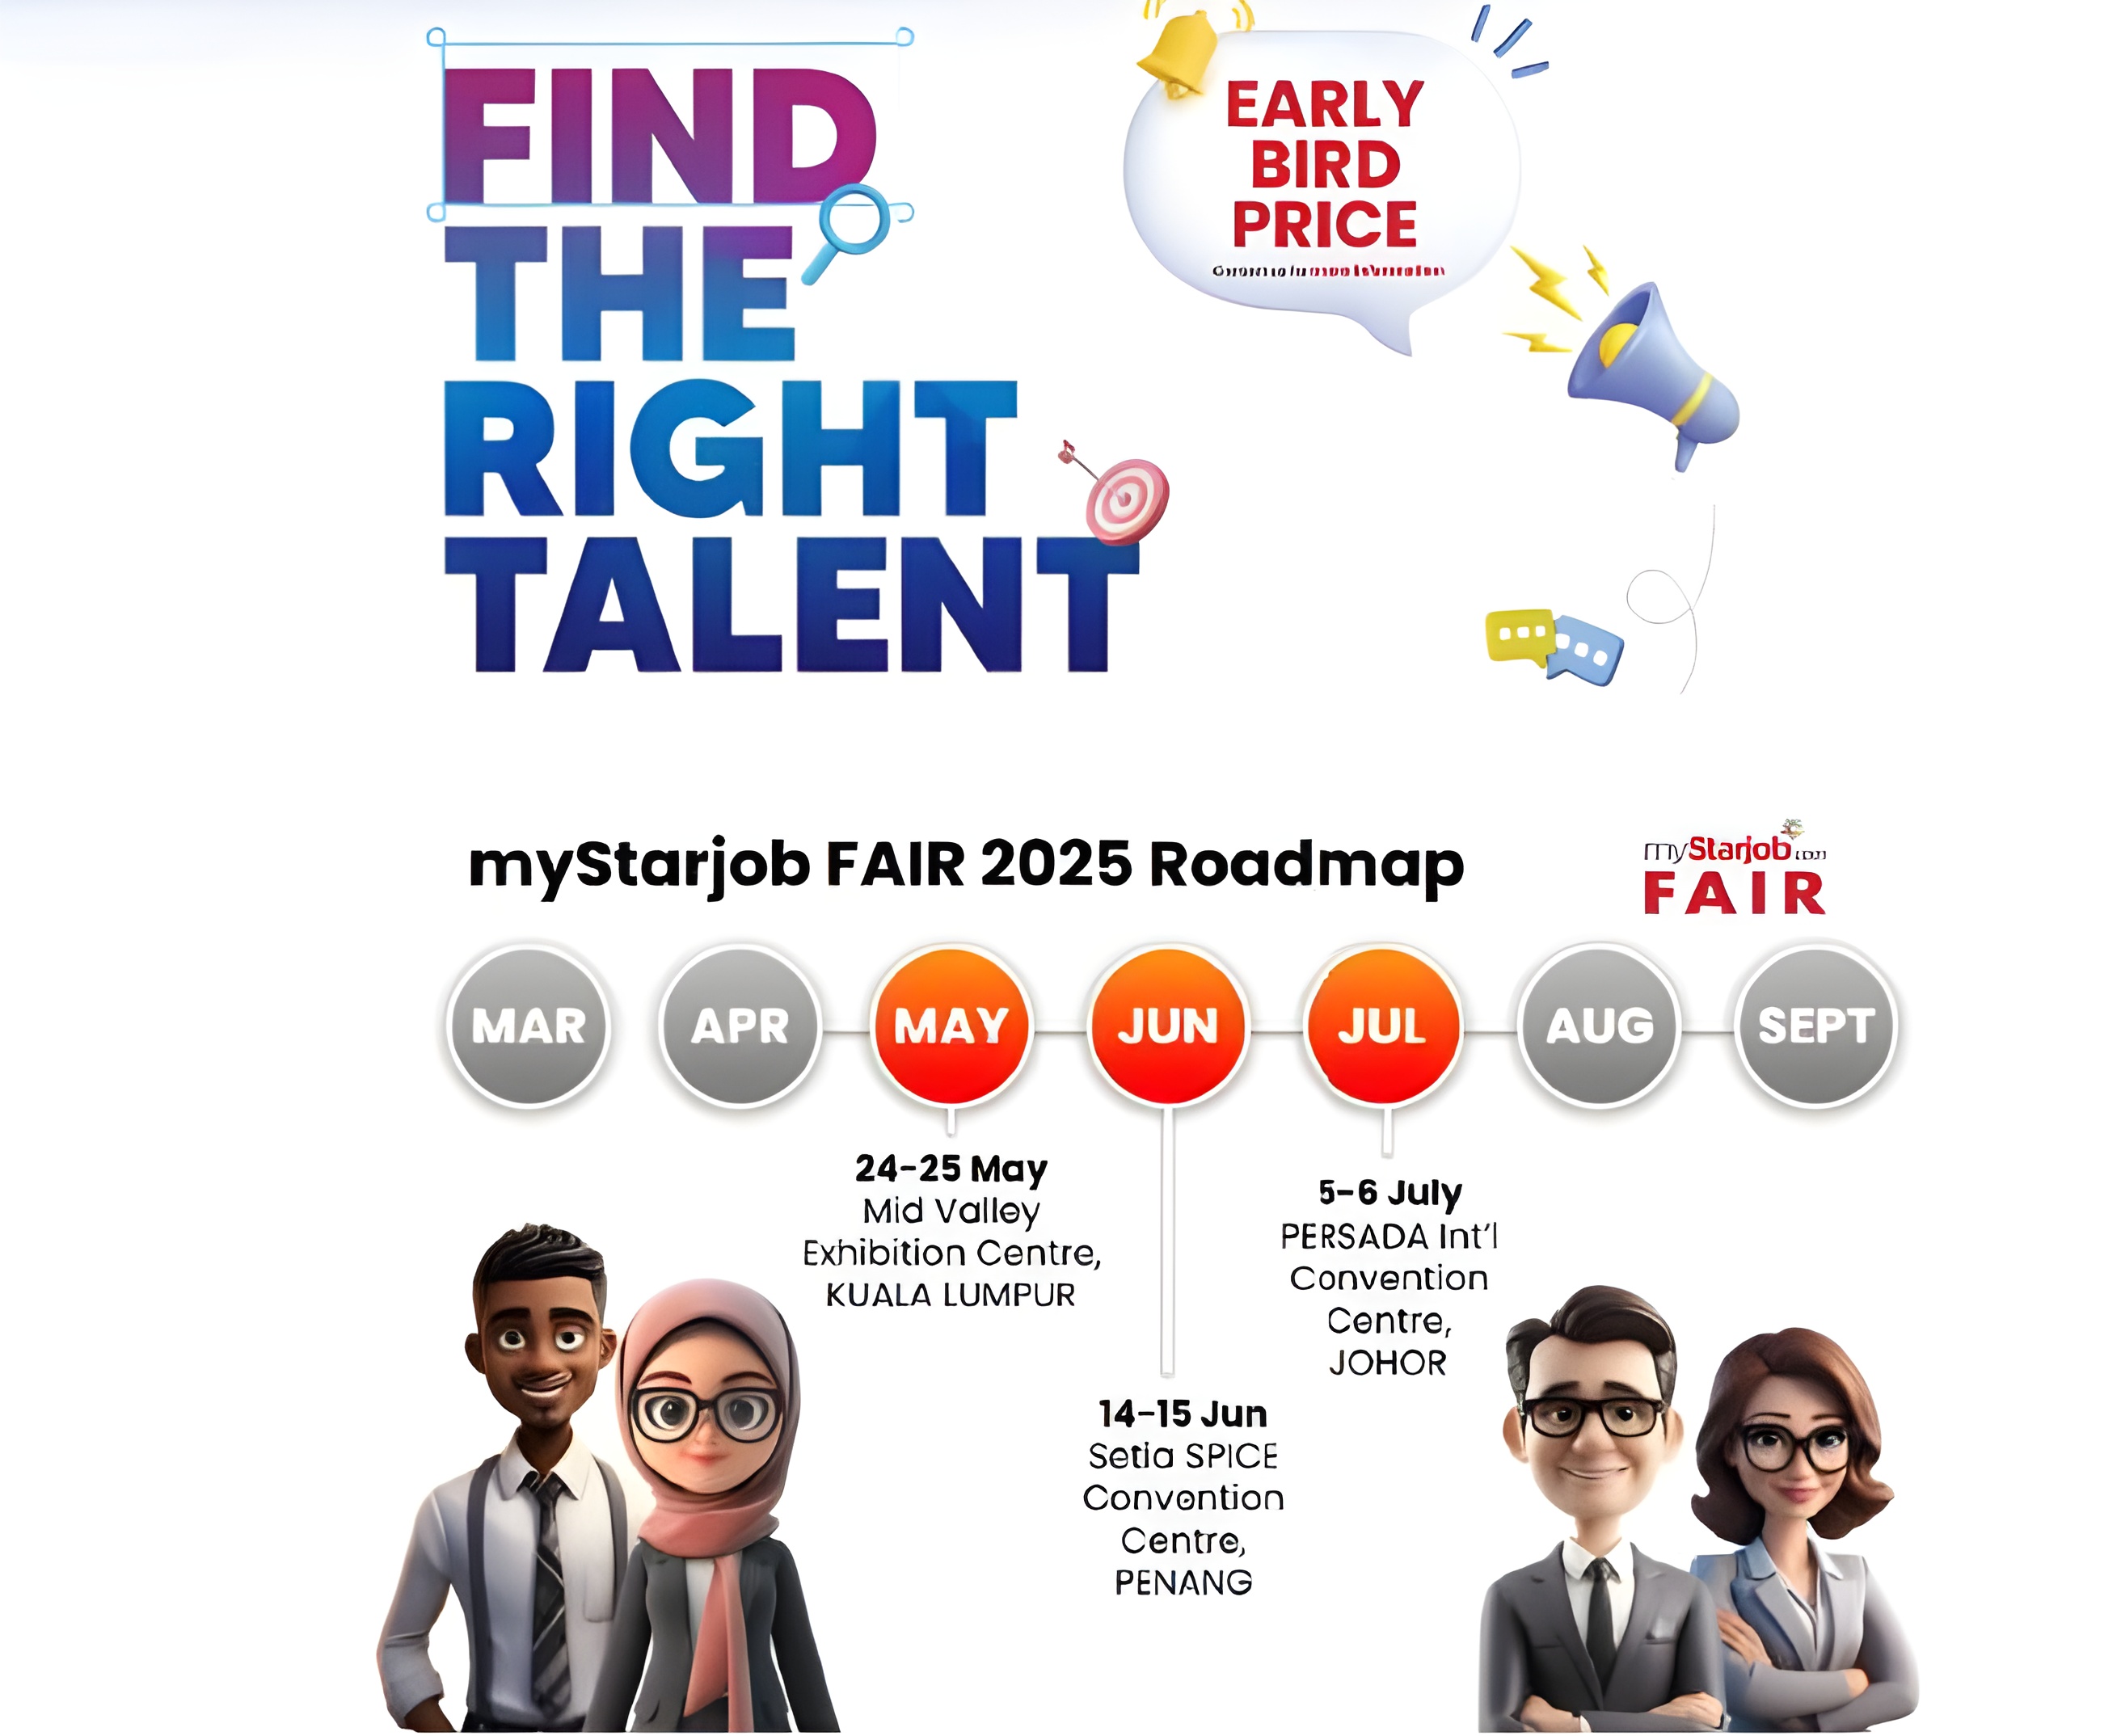 FIND
THE
RIGHT
TALENT
EARLY
BIRD
PRICE
myStarjob FAIR 2025 Roadmap
myStarjob.com
FAIR
MAR
APR
MAY
JUN
JUL
AUG
SEPT
24-25 May
Mid Valley
Exhibition Centre,
KUALA LUMPUR
14-15 Jun
Setia SPICE
Convention
Centre,
PENANG
5-6 July
PERSADA Int'l
Convention
Centre,
JOHOR